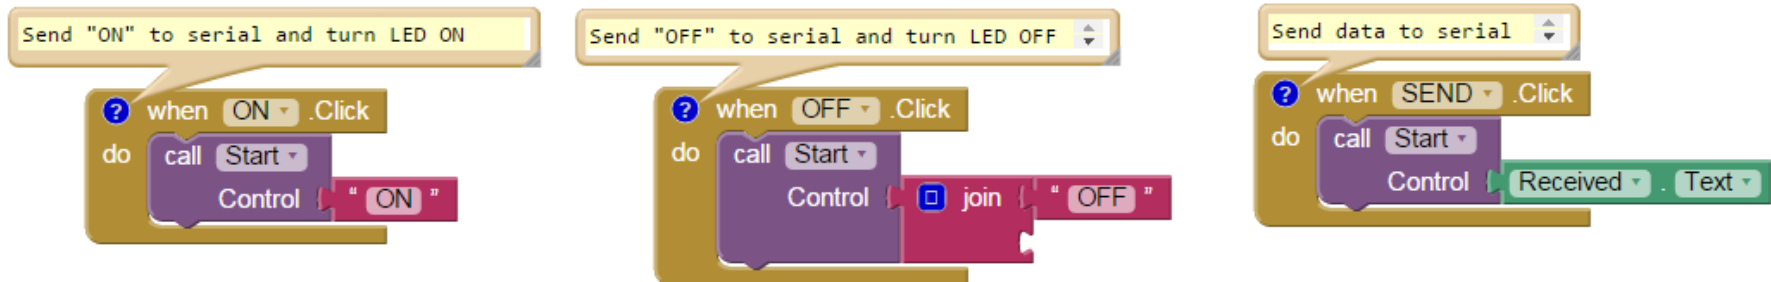 Send "ON" to serial and turn LED ON
when ON .Click
do call Start
Control " ON "
Send "OFF" to serial and turn LED OFF
when OFF .Click
do call Start
Control join " OFF "
Send data to serial
when SEND .Click
do call Start
Control Received . Text